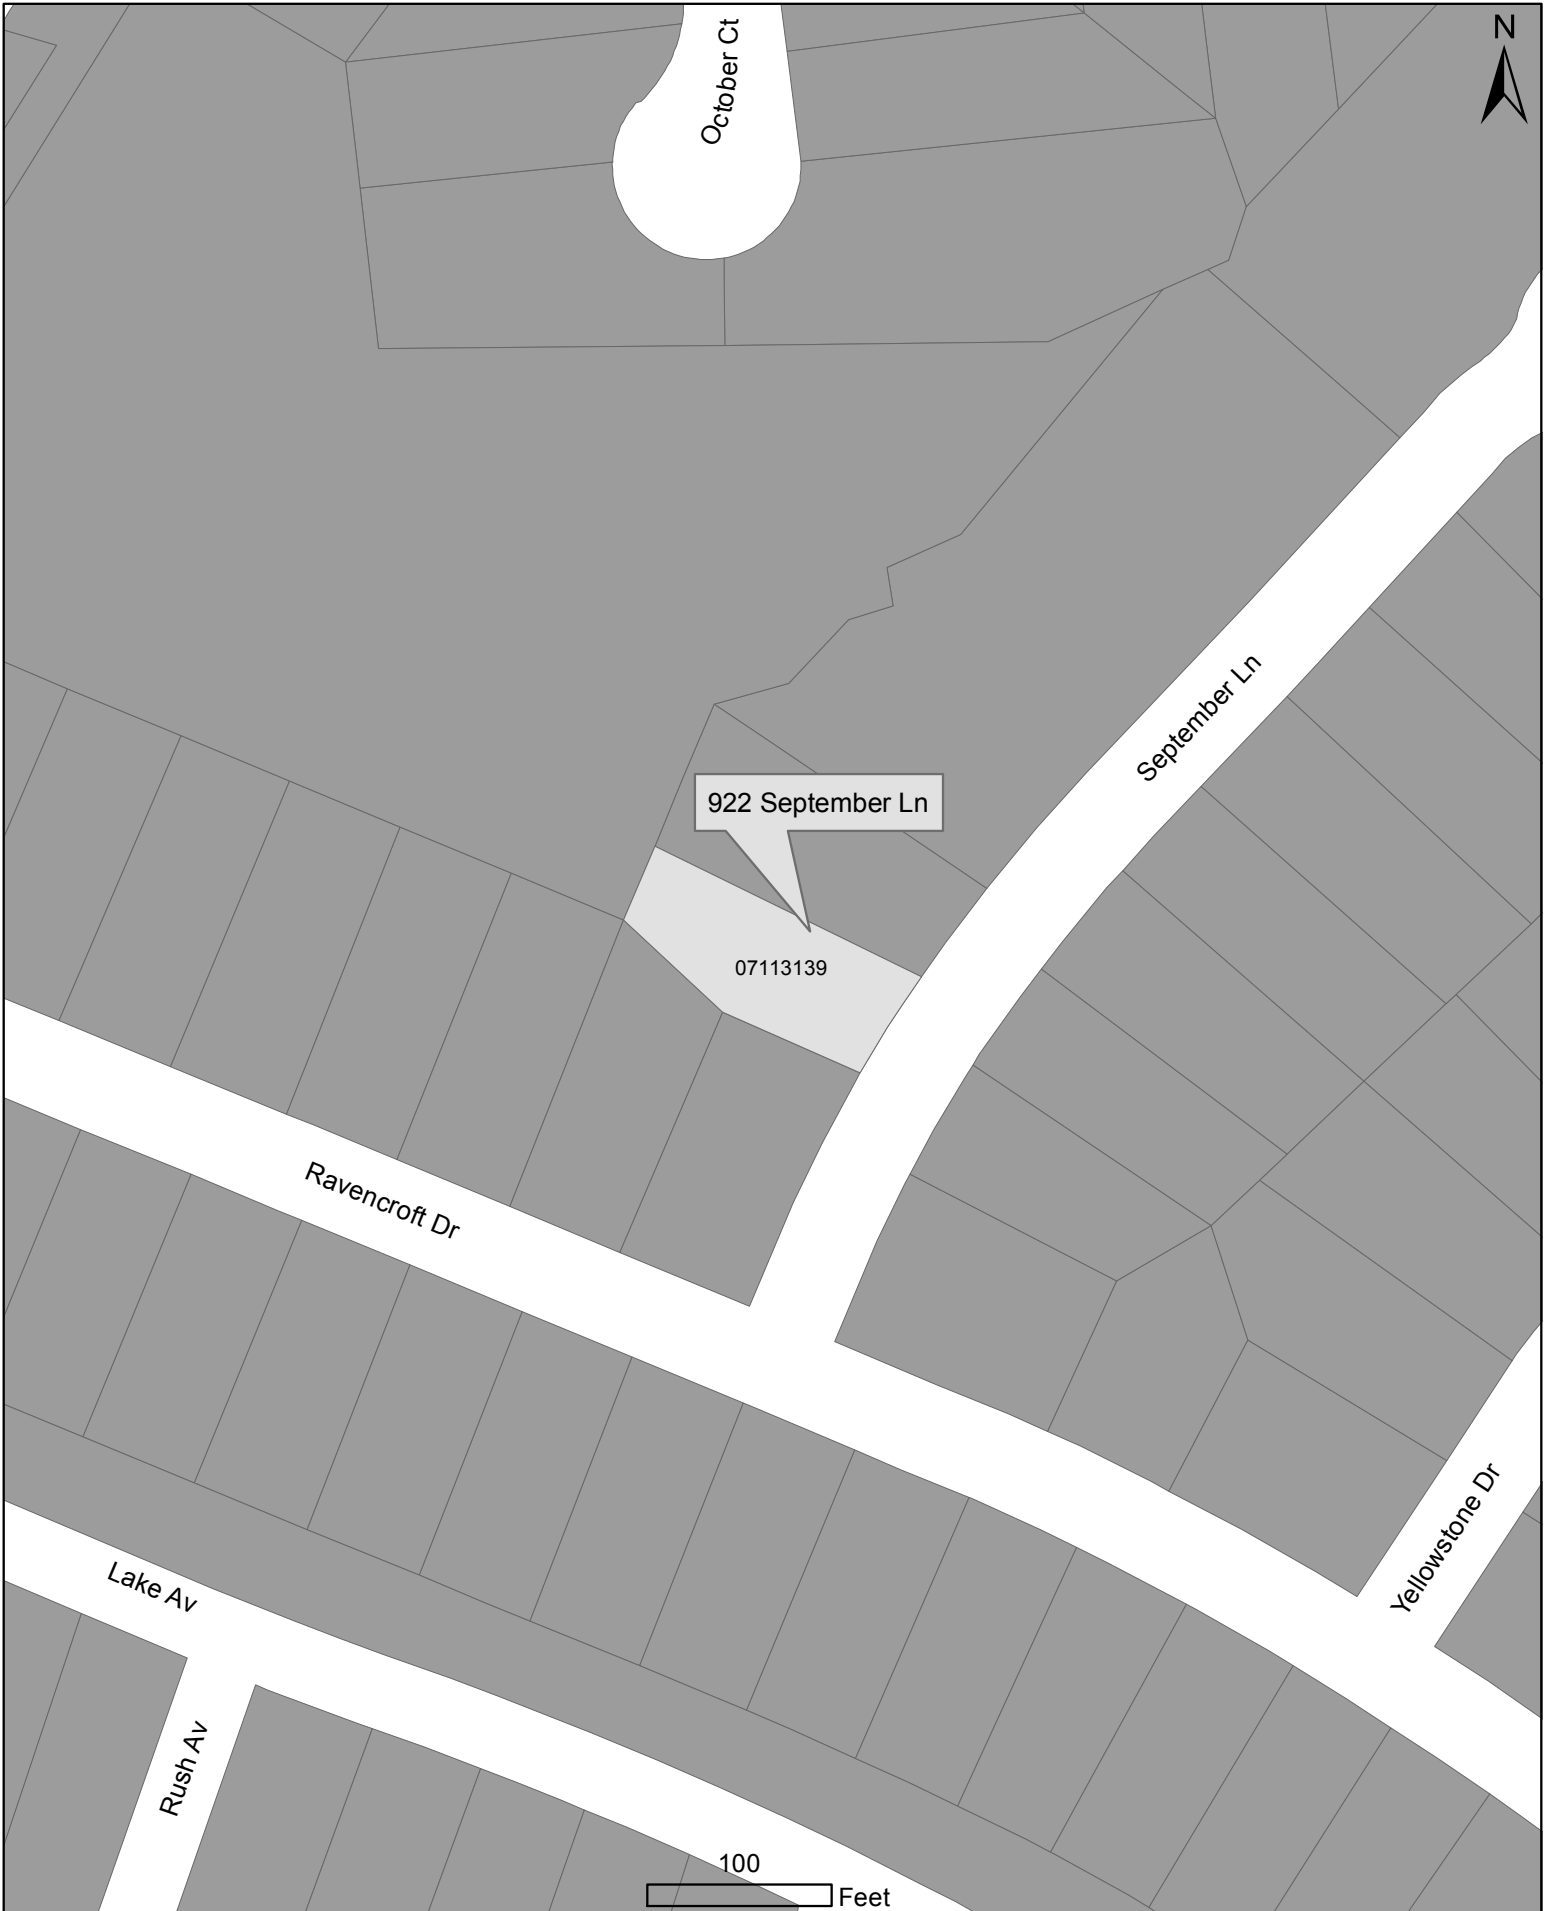 October Ct
N
September Ln
922 September Ln
07113139
Ravencroft Dr
Yellowstone Dr
Lake Av
Rush Av
100
Feet